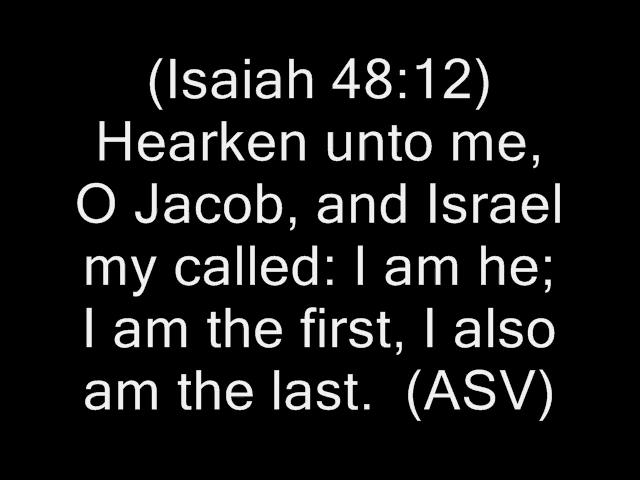 (Isaiah 48:12)
Hearken unto me,
O Jacob, and Israel
my called: I am he;
I am the first, I also
am the last.  (ASV)